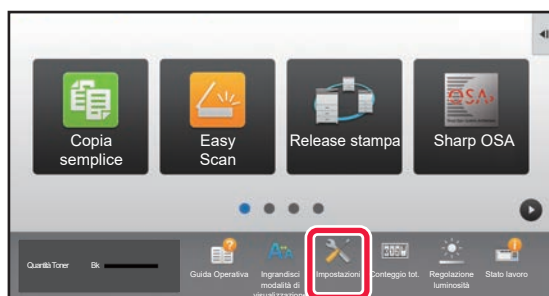 Copia
semplice
Easy
Scan
Release stampa
Sharp OSA
Quantità Toner Bk
Guida Operativa
Ingrandisci
modalità di
visualizzazione
Impostazioni
Conteggio tot.
Regolazione
luminosità
Stato lavoro